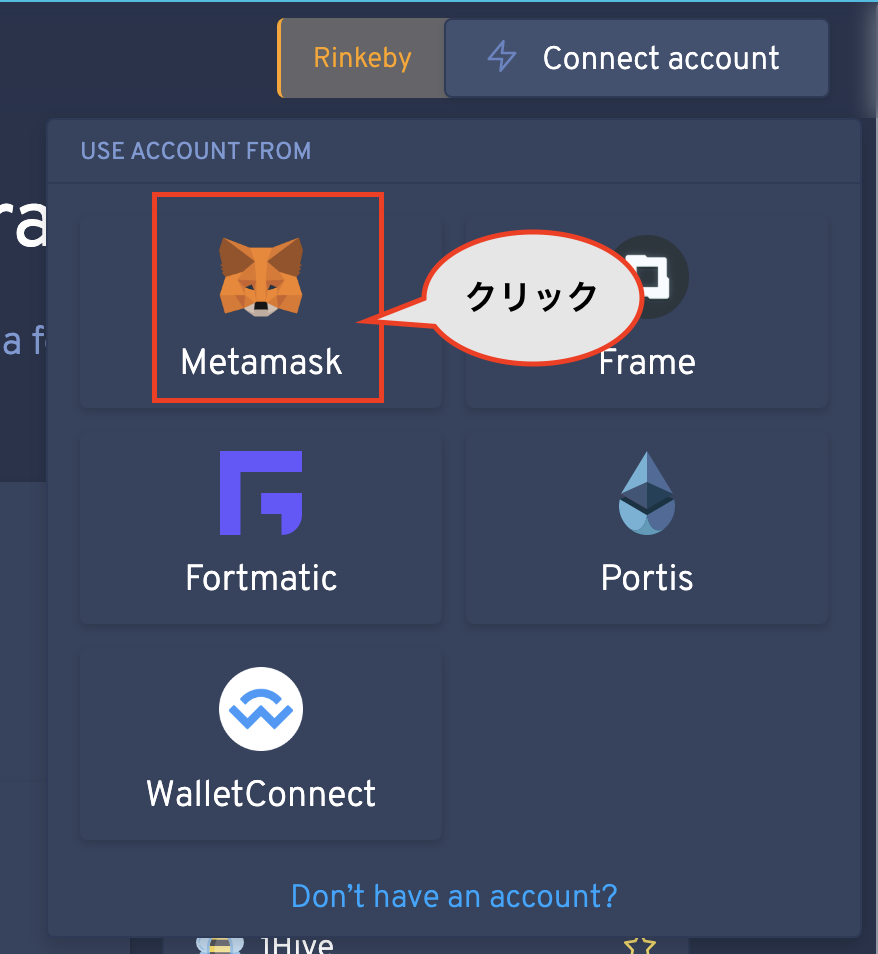 Rinkeby
Connect account
USE ACCOUNT FROM
ra
a f
クリック
Metamask
Frame
Fortmatic
Portis
WalletConnect
Don't have an account?
1Hive